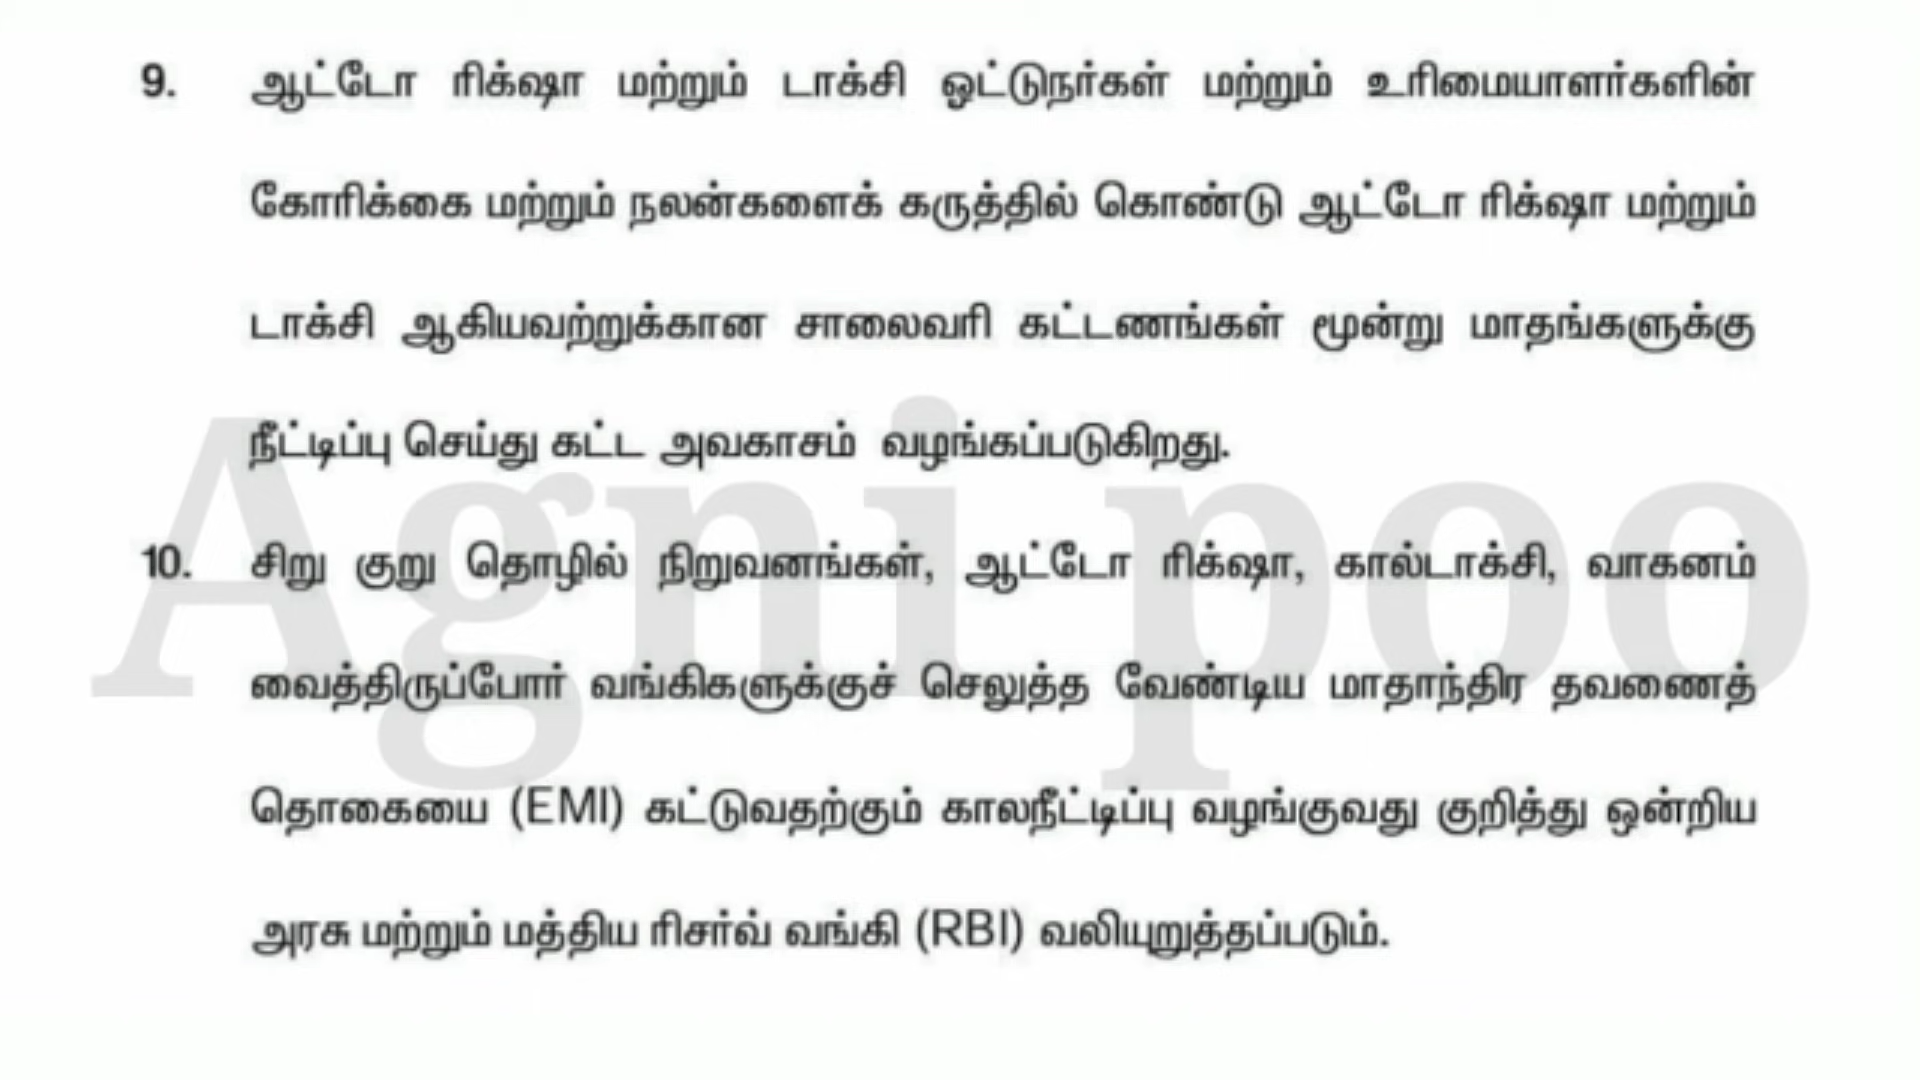 9. ஆட்டோ ரிக்‌ஷா மற்றும் டாக்சி ஓட்டுநர்கள் மற்றும் உரிமையாளர்களின்
கோரிக்கை மற்றும் நலன்களைக் கருத்தில் கொண்டு ஆட்டோ ரிக்‌ஷா மற்றும்
டாக்சி ஆகியவற்றுக்கான சாலைவரி கட்டணங்கள் மூன்று மாதங்களுக்கு
நீட்டிப்பு செய்து கட்ட அவகாசம் வழங்கப்படுகிறது.
Agni poo
10. சிறு குறு தொழில் நிறுவனங்கள், ஆட்டோ ரிக்‌ஷா, கால்டாக்சி, வாகனம்
வைத்திருப்போர் வங்கிகளுக்குச் செலுத்த வேண்டிய மாதாந்திர தவணைத்
தொகையை (EMI) கட்டுவதற்கும் காலநீட்டிப்பு வழங்குவது குறித்து ஒன்றிய
அரசு மற்றும் மத்திய ரிசர்வ் வங்கி (RBI) வலியுறுத்தப்படும்.